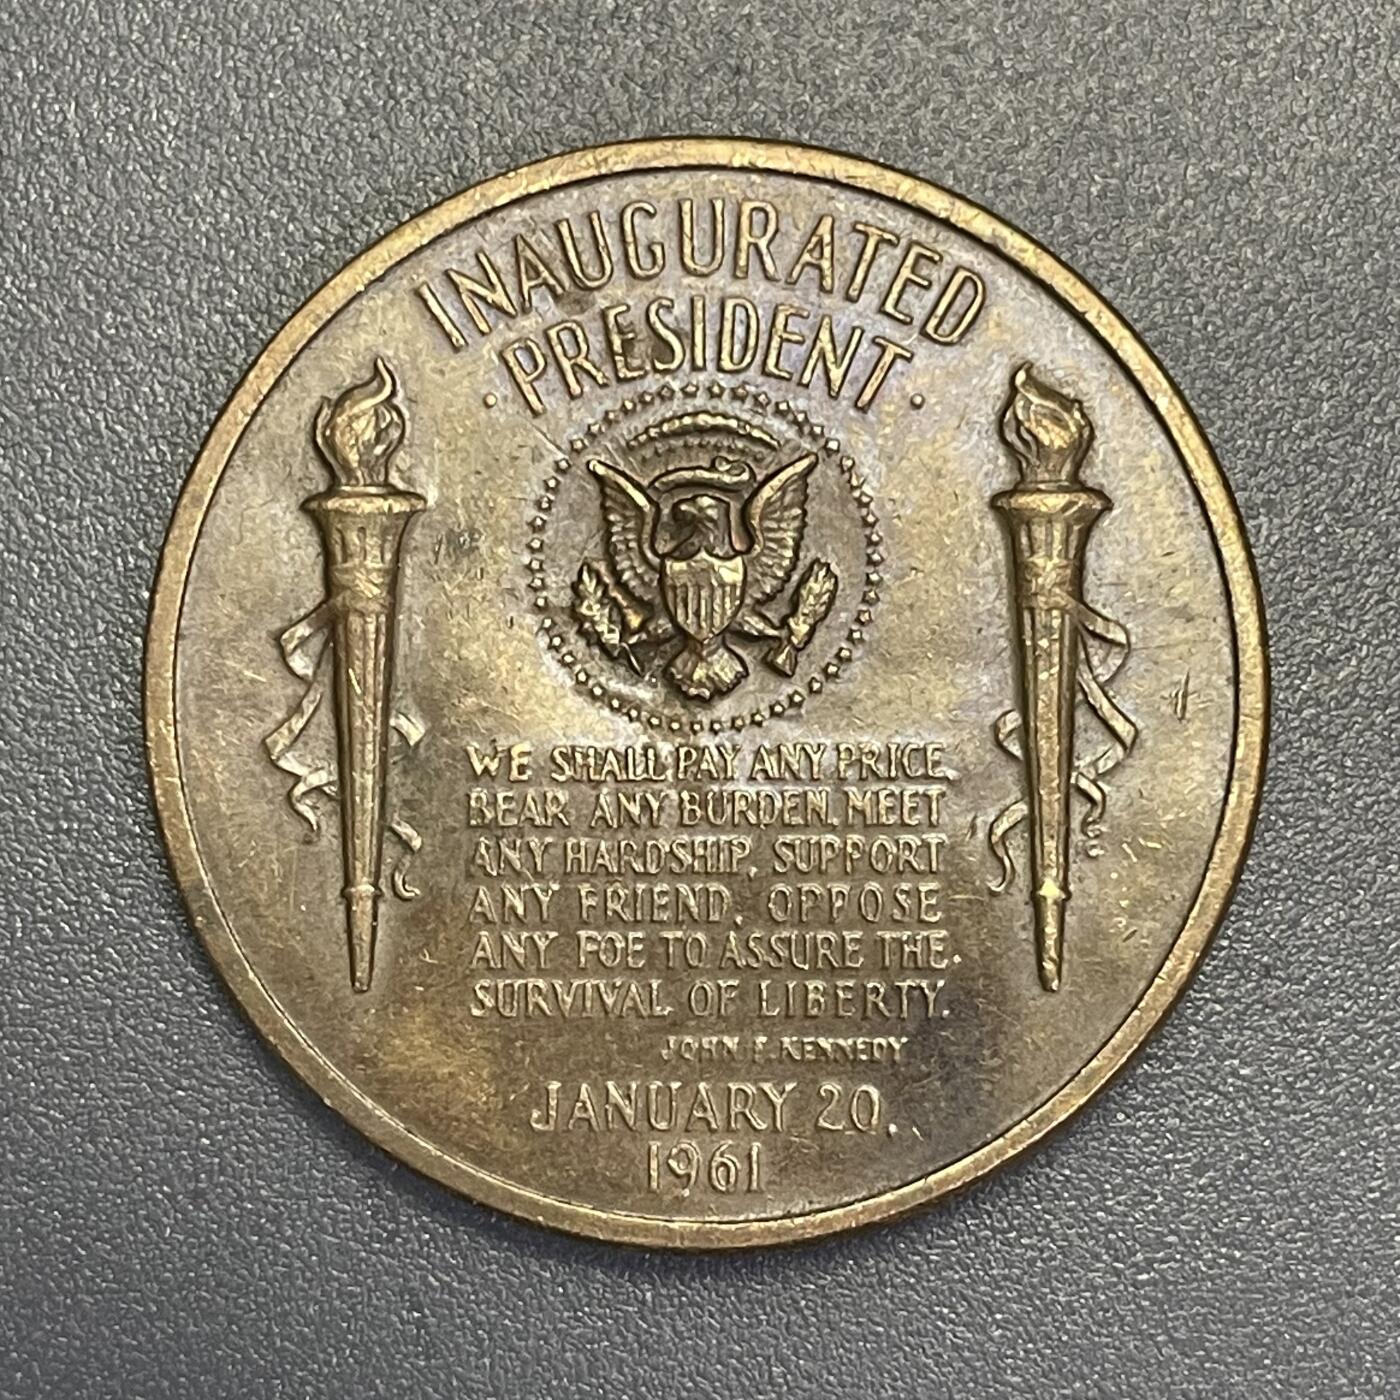 INAUGURATED
· PRESIDENT ·
WE SHALL PAY ANY PRICE,
BEAR ANY BURDEN, MEET
ANY HARDSHIP, SUPPORT
ANY FRIEND, OPPOSE
ANY FOE TO ASSURE THE
SURVIVAL OF LIBERTY.
JOHN F. KENNEDY
JANUARY 20,
1961